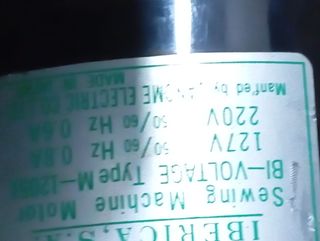 IBERICA, S.A.
Sewing Machine Motor
BI-VOLTAGE Type M-
127V 50/60 Hz 0.8A
220V 50/60 Hz 0.6A
Manfed by ELECTRIC CO
MADE IN